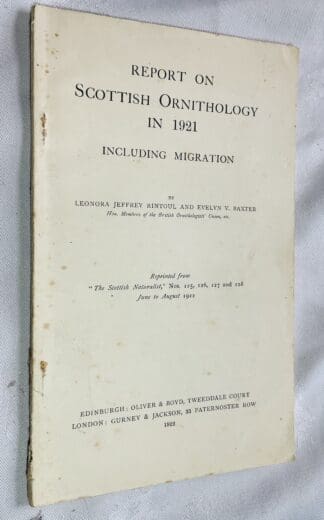 REPORT ON
SCOTTISH ORNITHOLOGY
IN 1921
INCLUDING MIGRATION
BY
LEONORA JEFFREY RINTOUL AND EVELYN V. BAXTER
Hon. Members of the British Ornithologists' Union, etc.
Reprinted from
"The Scottish Naturalist," Nos. 125, 126, 127 and 128
June to August 1922
EDINBURGH: OLIVER & BOYD, TWEEDDALE COURT
LONDON: GURNEY & JACKSON, 33 PATERNOSTER ROW
1922